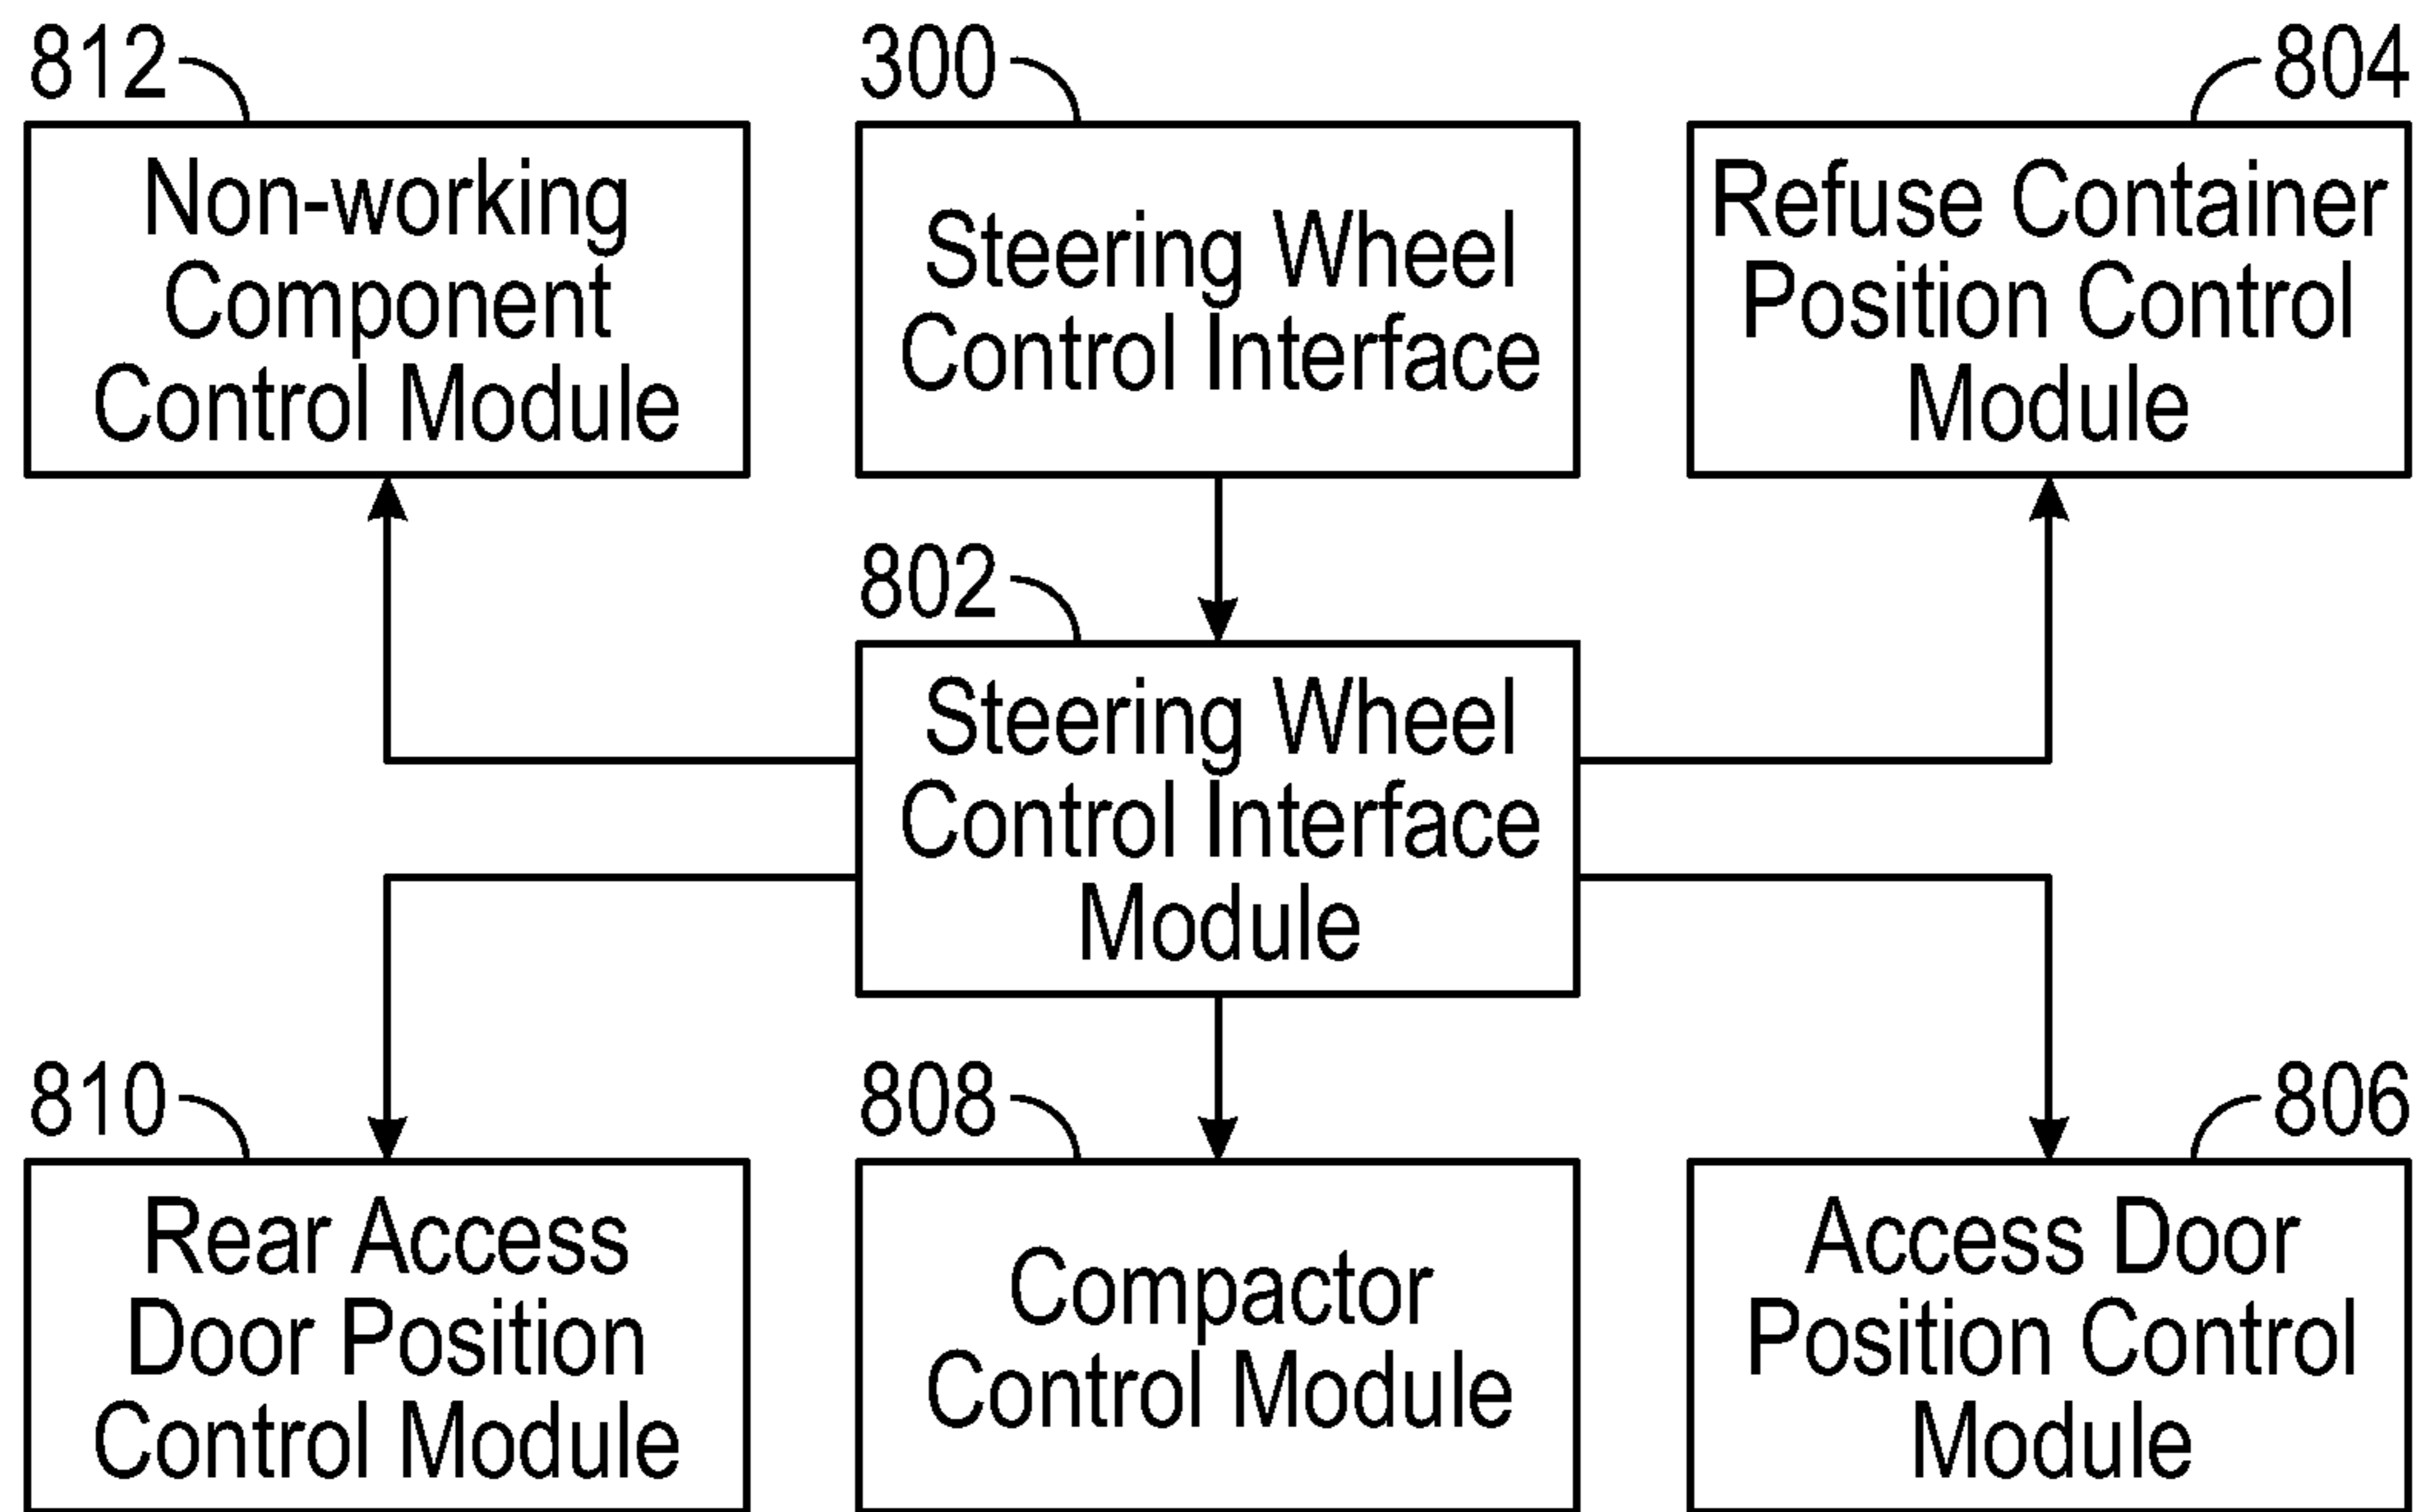 812
Non-working
Component
Control Module
300
Steering Wheel
Control Interface
804
Refuse Container
Position Control
Module
802
Steering Wheel
Control Interface
Module
810
Rear Access
Door Position
Control Module
808
Compactor
Control Module
806
Access Door
Position Control
Module